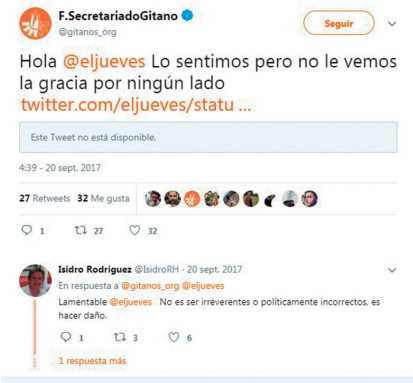 F.SecretariadoGitano
@gitanos_org
Seguir
Hola @eljueves Lo sentimos pero no le vemos
la gracia por ningún lado
twitter.com/eljueves/statu ...
Este Tweet no está disponible.
4:39 - 20 sept. 2017
27 Retweets 32 Me gusta
1 27 32
Isidro Rodriguez @IsidroRH · 20 sept. 2017
En respuesta a @gitanos_org @eljueves
Lamentable @eljueves No es ser irreverentes o políticamente incorrectos, es
hacer daño.
1 3 6
1 respuesta más